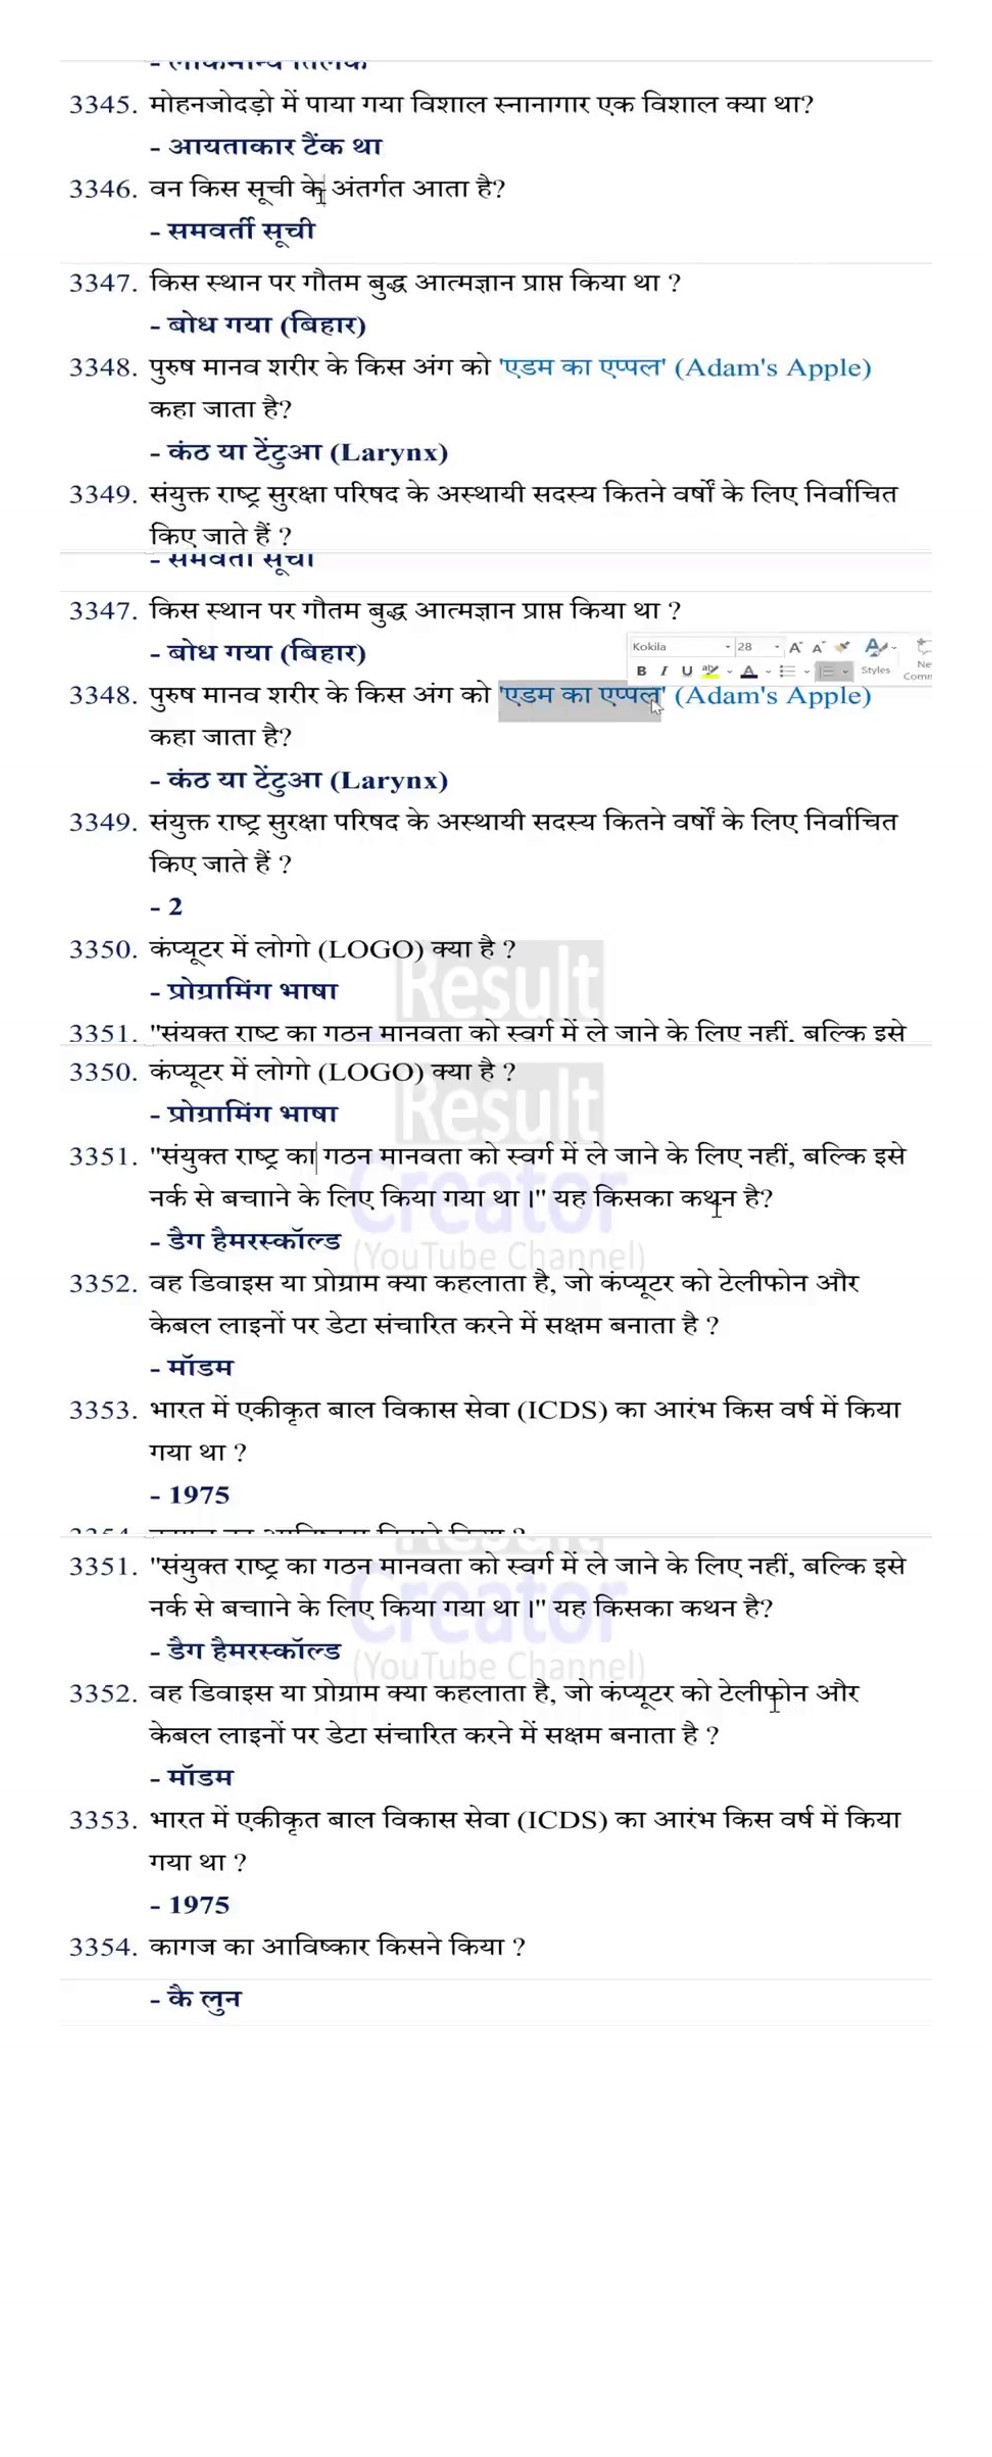 - लोकमान्य तिलक
3345. मोहनजोदड़ो में पाया गया विशाल स्नानागार एक विशाल क्या था?
- आयताकार टैंक था
3346. वन किस सूची के अंतर्गत आता है?
- समवर्ती सूची
3347. किस स्थान पर गौतम बुद्ध आत्मज्ञान प्राप्त किया था ?
- बोध गया (बिहार)
3348. पुरुष मानव शरीर के किस अंग को 'एडम का एप्पल' (Adam's Apple)
कहा जाता है?
- कंठ या टेंटुआ (Larynx)
3349. संयुक्त राष्ट्र सुरक्षा परिषद के अस्थायी सदस्य कितने वर्षों के लिए निर्वाचित
किए जाते हैं ?
- समवर्ती सूची
3347. किस स्थान पर गौतम बुद्ध आत्मज्ञान प्राप्त किया था ?
- बोध गया (बिहार)
Kokila 28 A A
B I U ab A Styles
3348. पुरुष मानव शरीर के किस अंग को 'एडम का एप्पल' (Adam's Apple)
कहा जाता है?
- कंठ या टेंटुआ (Larynx)
3349. संयुक्त राष्ट्र सुरक्षा परिषद के अस्थायी सदस्य कितने वर्षों के लिए निर्वाचित
किए जाते हैं ?
- 2
3350. कंप्यूटर में लोगो (LOGO) क्या है ?
Result
- प्रोग्रामिंग भाषा
3351. "संयुक्त राष्ट्र का गठन मानवता को स्वर्ग में ले जाने के लिए नहीं, बल्कि इसे
3350. कंप्यूटर में लोगो (LOGO) क्या है ?
Result
- प्रोग्रामिंग भाषा
3351. "संयुक्त राष्ट्र का गठन मानवता को स्वर्ग में ले जाने के लिए नहीं, बल्कि इसे
Creator
नर्क से बचााने के लिए किया गया था ।" यह किसका कथन है?
- डैग हैमरस्कॉल्ड
(YouTube Channel)
3352. वह डिवाइस या प्रोग्राम क्या कहलाता है, जो कंप्यूटर को टेलीफोन और
केबल लाइनों पर डेटा संचारित करने में सक्षम बनाता है ?
- मॉडम
3353. भारत में एकीकृत बाल विकास सेवा (ICDS) का आरंभ किस वर्ष में किया
गया था ?
- 1975
3354. कागज का आविष्कार किसने किया ?
3351. "संयुक्त राष्ट्र का गठन मानवता को स्वर्ग में ले जाने के लिए नहीं, बल्कि इसे
Creator
नर्क से बचााने के लिए किया गया था ।" यह किसका कथन है?
- डैग हैमरस्कॉल्ड
(YouTube Channel)
3352. वह डिवाइस या प्रोग्राम क्या कहलाता है, जो कंप्यूटर को टेलीफोन और
केबल लाइनों पर डेटा संचारित करने में सक्षम बनाता है ?
- मॉडम
3353. भारत में एकीकृत बाल विकास सेवा (ICDS) का आरंभ किस वर्ष में किया
गया था ?
- 1975
3354. कागज का आविष्कार किसने किया ?
- कै लुन